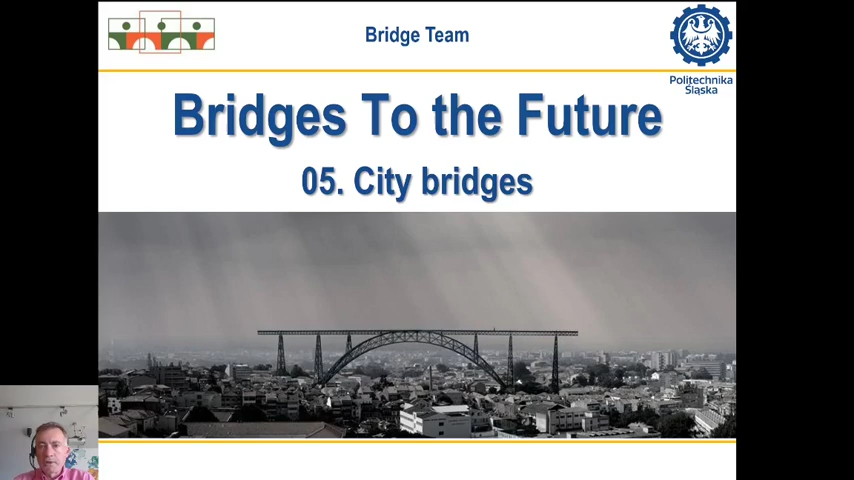 Bridge Team
Politechnika
Śląska
Bridges To the Future
05. City bridges